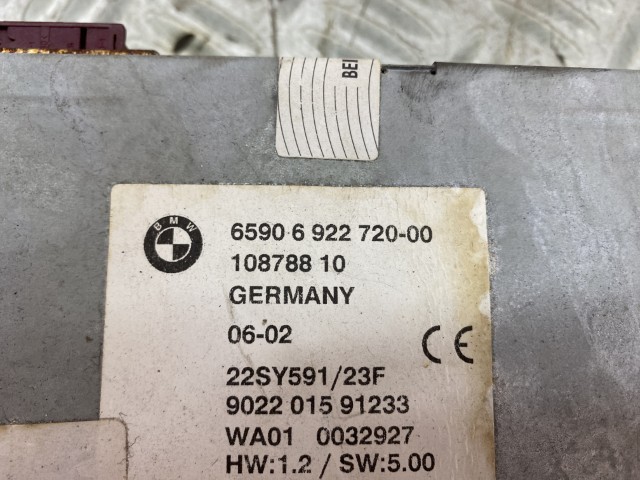 BMW
6590 6 922 720-00
108788 10
GERMANY
06-02
CE
22SY591/23F
9022 015 91233
WA01 0032927
HW:1.2 / SW:5.00